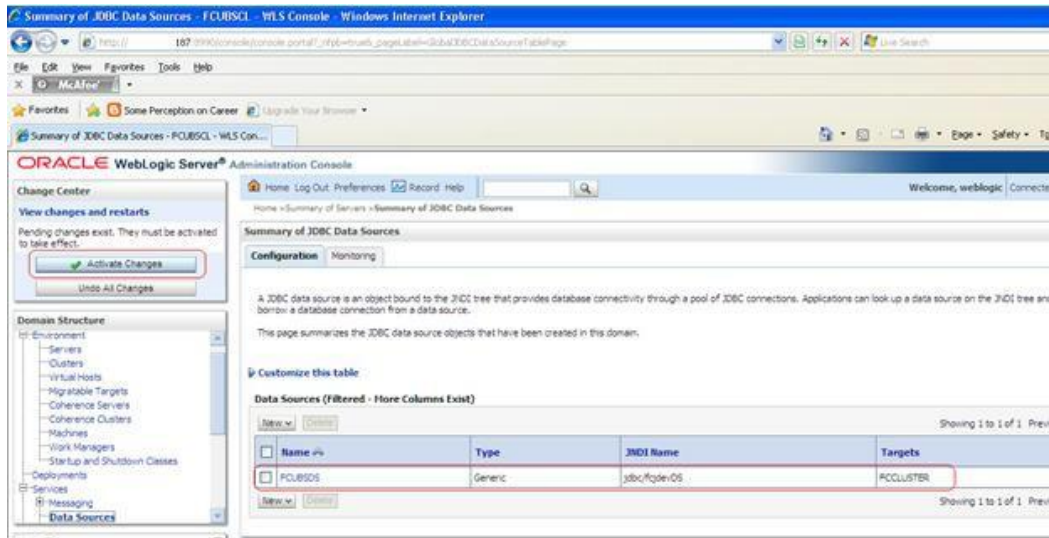 Summary of JDBC Data Sources - FCUBSCL - WLS Console - Windows Internet Explorer
http:// 187
Live Search
File Edit View Favorites Tools Help
X McAfee
Favorites Some Perception on Career Upgrade Your Browser
Summary of JDBC Data Sources - FCUBSCL - WLS Con...
Page Safety
ORACLE WebLogic Server® Administration Console
Change Center
View changes and restarts
Pending changes exist. They must be activated
to take effect.
Activate Changes
Undo All Changes
Domain Structure
Environment
Servers
Clusters
Virtual Hosts
Migratable Targets
Coherence Servers
Coherence Clusters
Machines
Work Managers
Startup and Shutdown Classes
Deployments
Services
Messaging
Data Sources
Home Log Out Preferences Record Help
Welcome, weblogic Connecte
Home >Summary of Servers >Summary of JDBC Data Sources
Summary of JDBC Data Sources
Configuration Monitoring
A JDBC data source is an object bound to the JNDI tree that provides database connectivity through a pool of JDBC connections. Applications can look up a data source on the JNDI tree and
borrow a database connection from a data source.
This page summarizes the JDBC data source objects that have been created in this domain.
Customize this table
Data Sources (Filtered - More Columns Exist)
New Delete
Showing 1 to 1 of 1 Previ
Name Type JNDI Name Targets
FCUBSDS Generic jdbc/fcjdevDS FCCLUSTER
New Delete
Showing 1 to 1 of 1 Previ